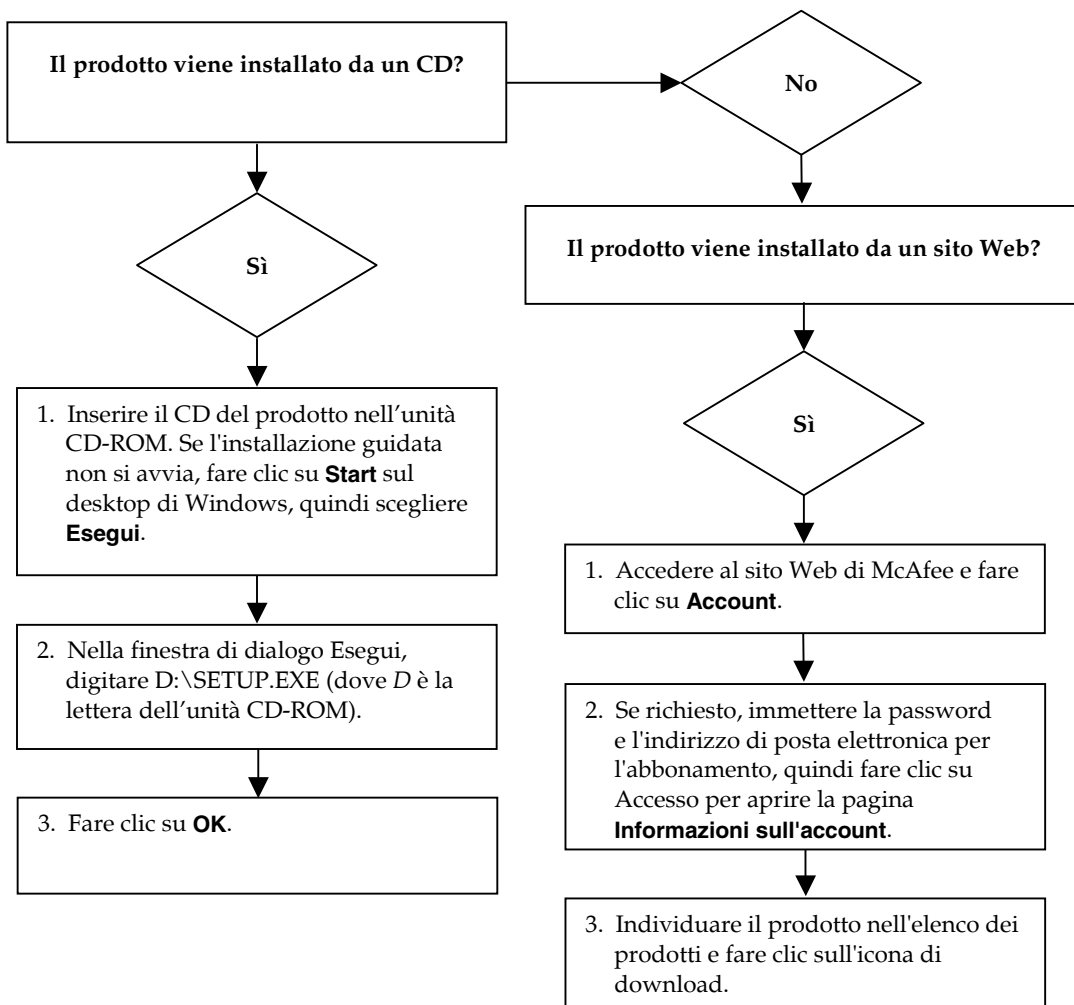 Il prodotto viene installato da un CD?
No
Sì
Il prodotto viene installato da un sito Web?
Sì
1. Inserire il CD del prodotto nell’unità
CD-ROM. Se l'installazione guidata
non si avvia, fare clic su Start sul
desktop di Windows, quindi scegliere
Esegui.
2. Nella finestra di dialogo Esegui,
digitare D:\SETUP.EXE (dove D è la
lettera dell’unità CD-ROM).
3. Fare clic su OK.
1. Accedere al sito Web di McAfee e fare
clic su Account.
2. Se richiesto, immettere la password
e l'indirizzo di posta elettronica per
l'abbonamento, quindi fare clic su
Accesso per aprire la pagina
Informazioni sull'account.
3. Individuare il prodotto nell'elenco dei
prodotti e fare clic sull'icona di
download.